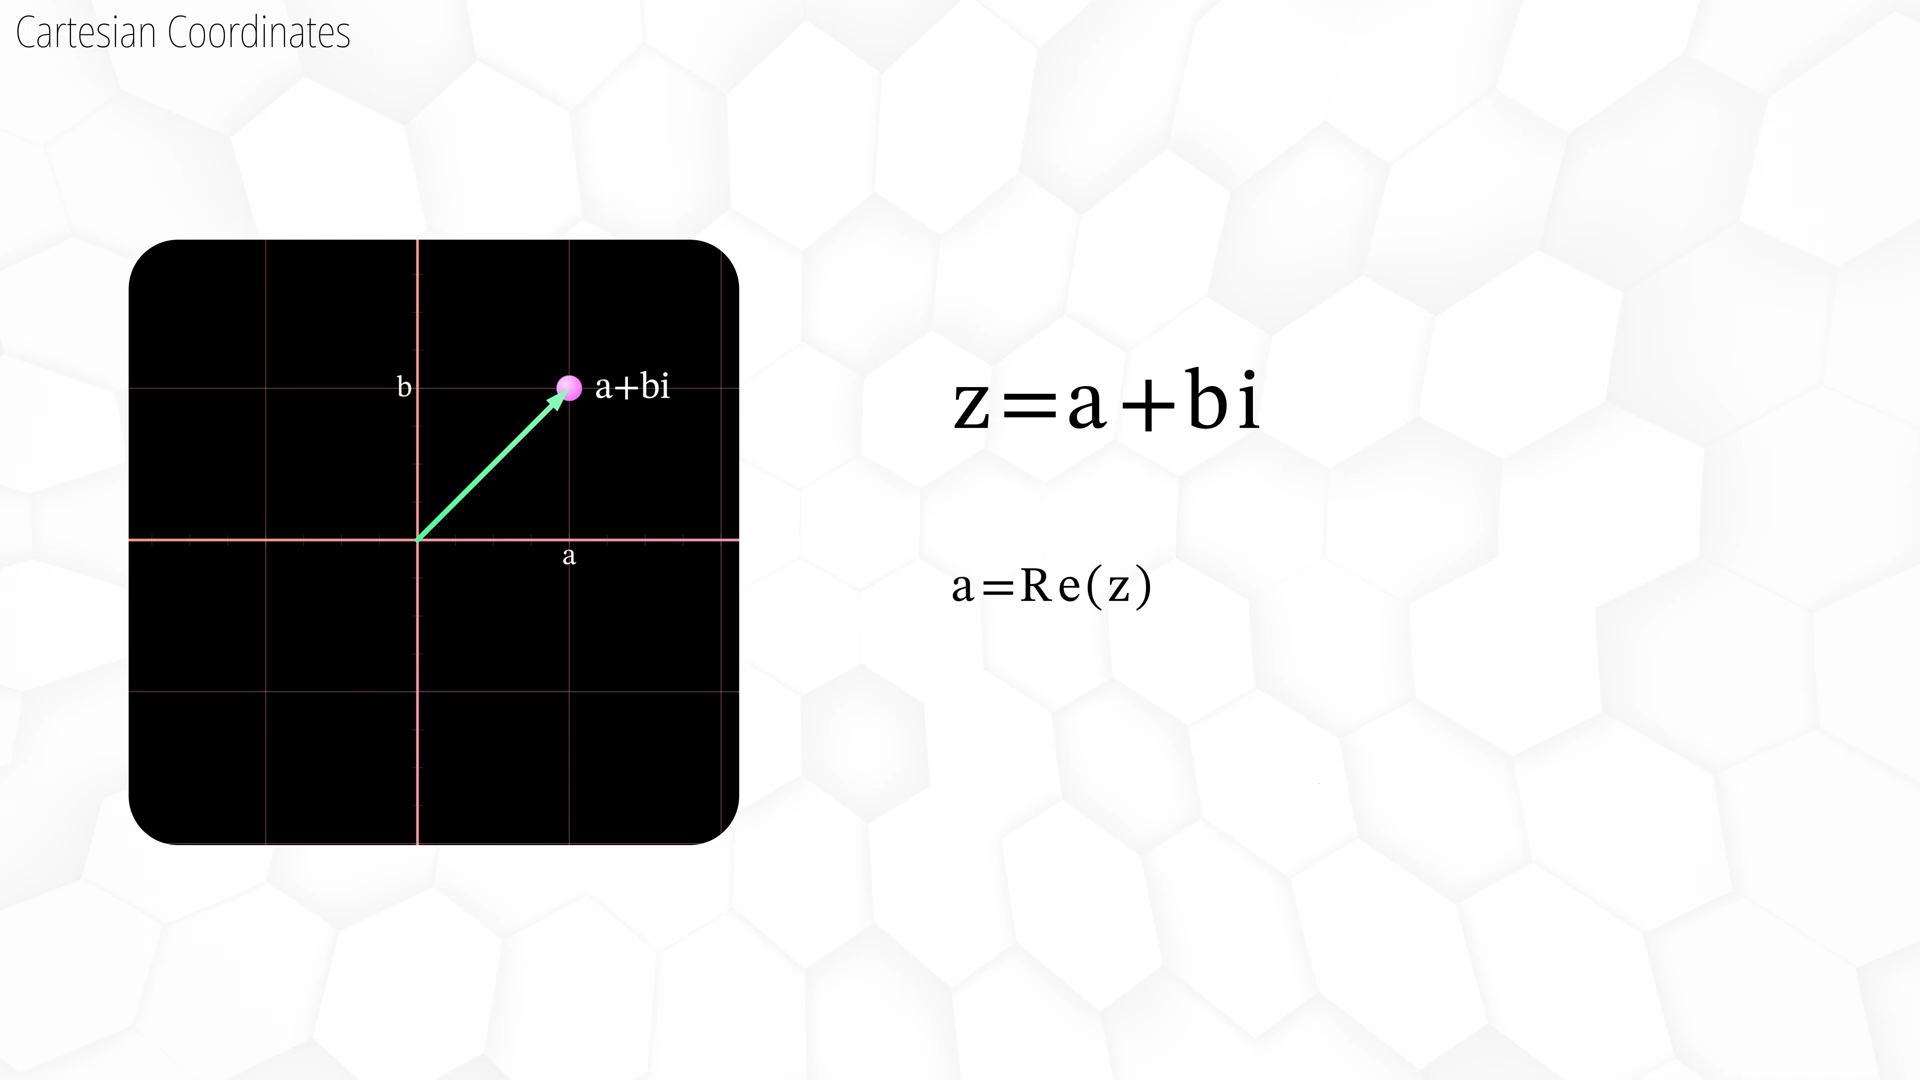 Cartesian Coordinates
b
a+bi
a
z=a+bi
a=Re(z)